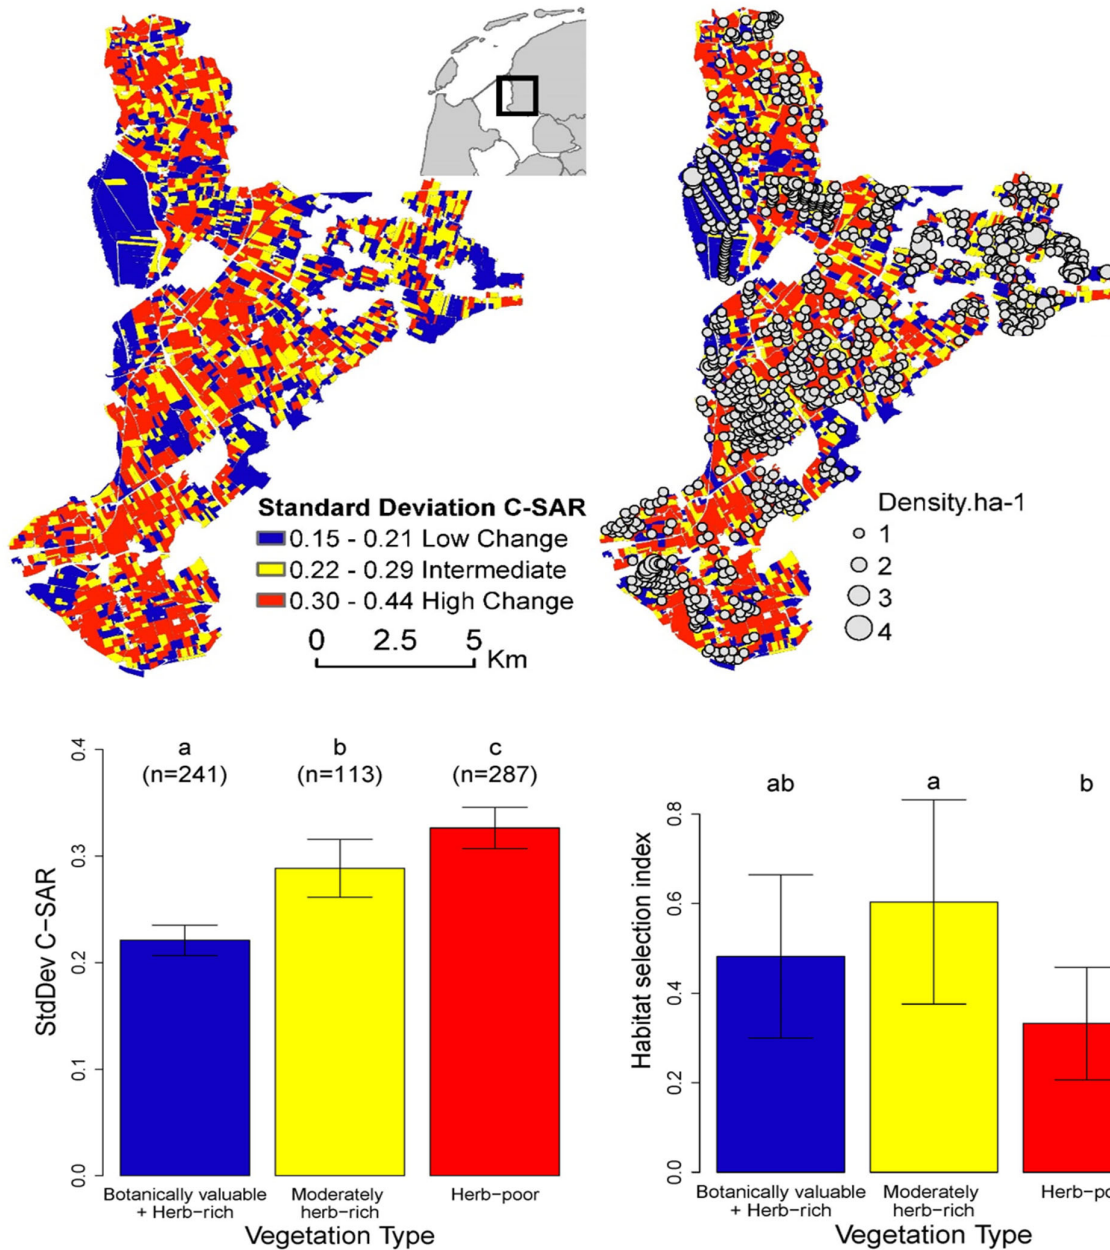 Standard Deviation C-SAR
0.15 - 0.21 Low Change
0.22 - 0.29 Intermediate
0.30 - 0.44 High Change
0 2.5 5
Km
Density.ha-1
1
2
3
4
StdDev C-SAR
0.4
0.3
0.2
0.1
0.0
a
(n=241)
b
(n=113)
c
(n=287)
Botanically valuable
+ Herb-rich
Moderately
herb-rich
Herb-poor
Vegetation Type
Habitat selection index
0.8
0.6
0.4
0.2
0.0
ab
a
b
Botanically valuable
+ Herb-rich
Moderately
herb-rich
Herb-po
Vegetation Type